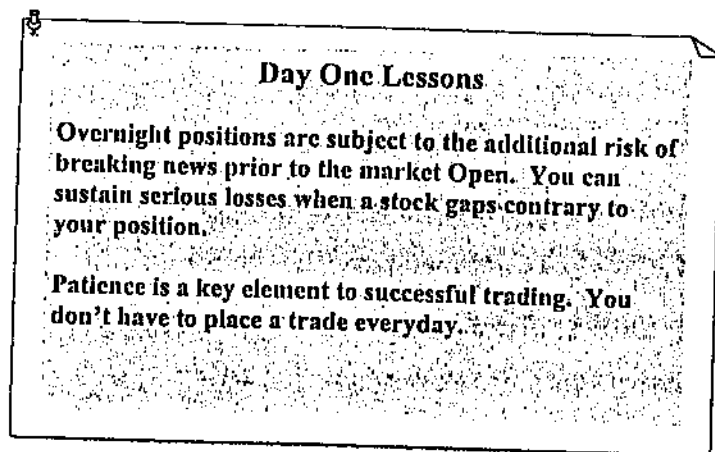 Day One Lessons
Overnight positions are subject to the additional risk of
breaking news prior to the market Open. You can
sustain serious losses when a stock gaps contrary to
your position.
Patience is a key element to successful trading. You
don't have to place a trade everyday.